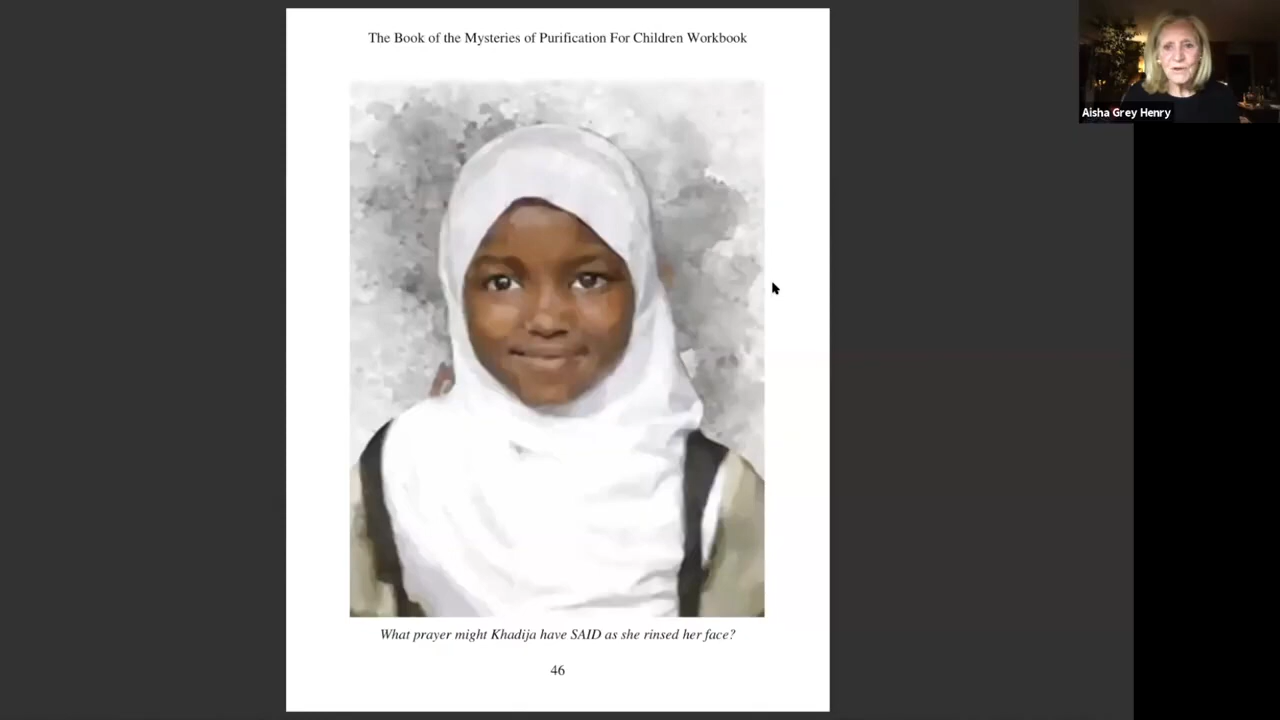 The Book of the Mysteries of Purification For Children Workbook
Aisha Grey Henry
What prayer might Khadija have SAID as she rinsed her face?
46